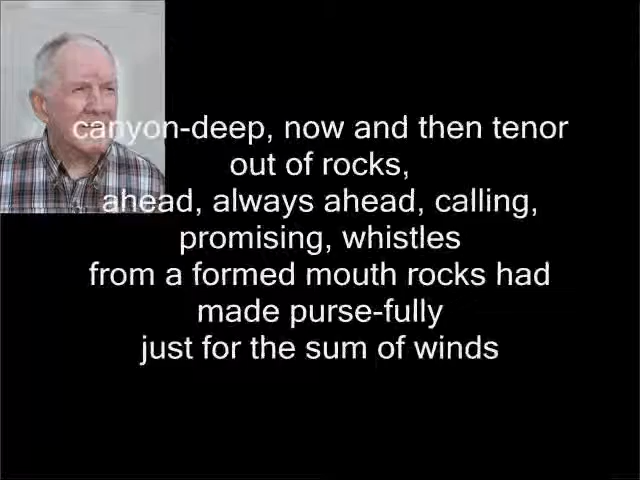 canyon-deep, now and then tenor
out of rocks,
ahead, always ahead, calling,
promising, whistles
from a formed mouth rocks had
made purse-fully
just for the sum of winds